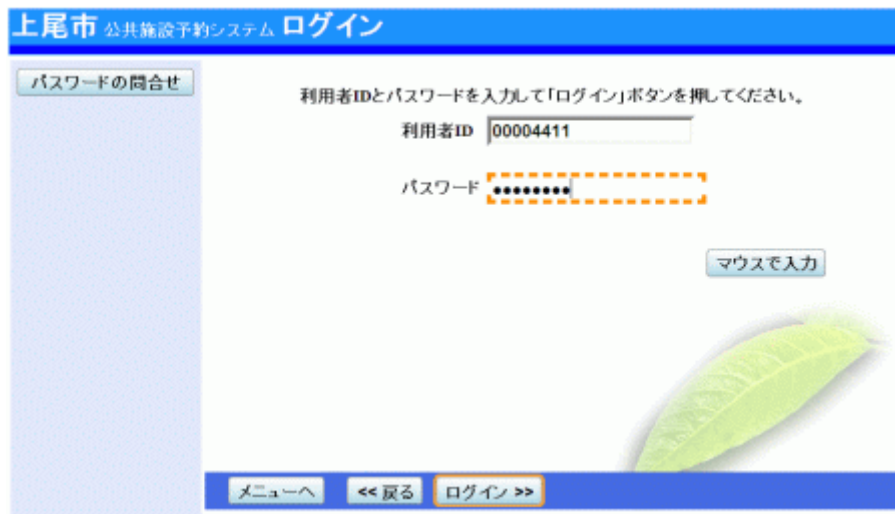 上尾市 公共施設予約システム ログイン
パスワードの問合せ
利用者IDとパスワードを入力して「ログイン」ボタンを押してください。
利用者ID 00004411
パスワード ••••••••
マウスで入力
メニューへ << 戻る ログイン >>